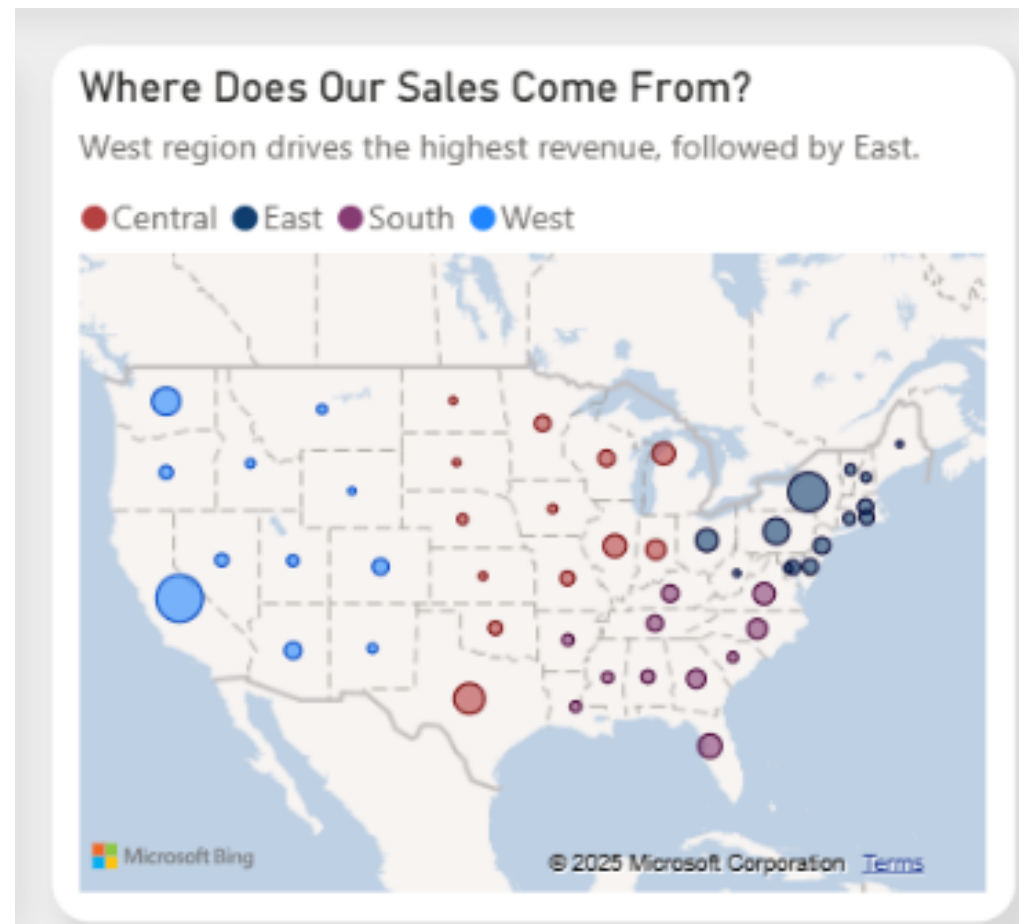 Where Does Our Sales Come From?
West region drives the highest revenue, followed by East.
Central East South West
Microsoft Bing
© 2025 Microsoft Corporation Terms